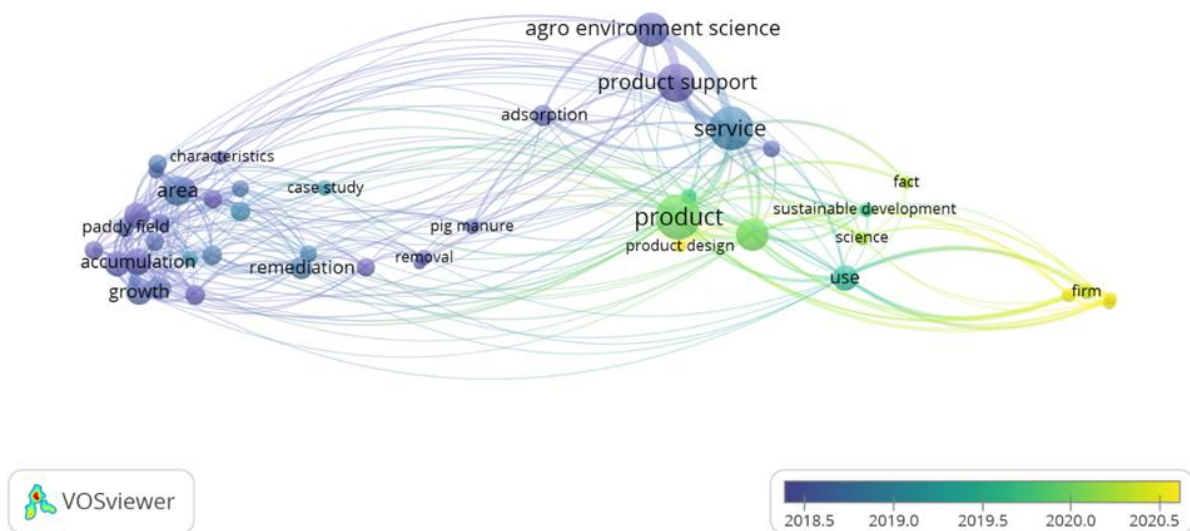 agro environment science
product support
adsorption
service
characteristics
area
case study
fact
paddy field
pig manure
product
sustainable development
product design
science
accumulation
remediation
removal
use
growth
firm
VOSviewer
2018.5 2019.0 2019.5 2020.0 2020.5